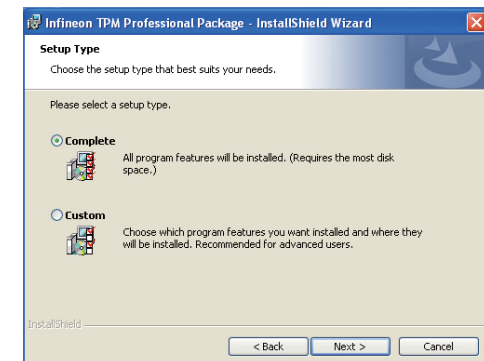 Infineon TPM Professional Package - InstallShield Wizard
Setup Type
Choose the setup type that best suits your needs.
Please select a setup type.
Complete
All program features will be installed. (Requires the most disk
space.)
Custom
Choose which program features you want installed and where they
will be installed. Recommended for advanced users.
InstallShield
< Back
Next >
Cancel